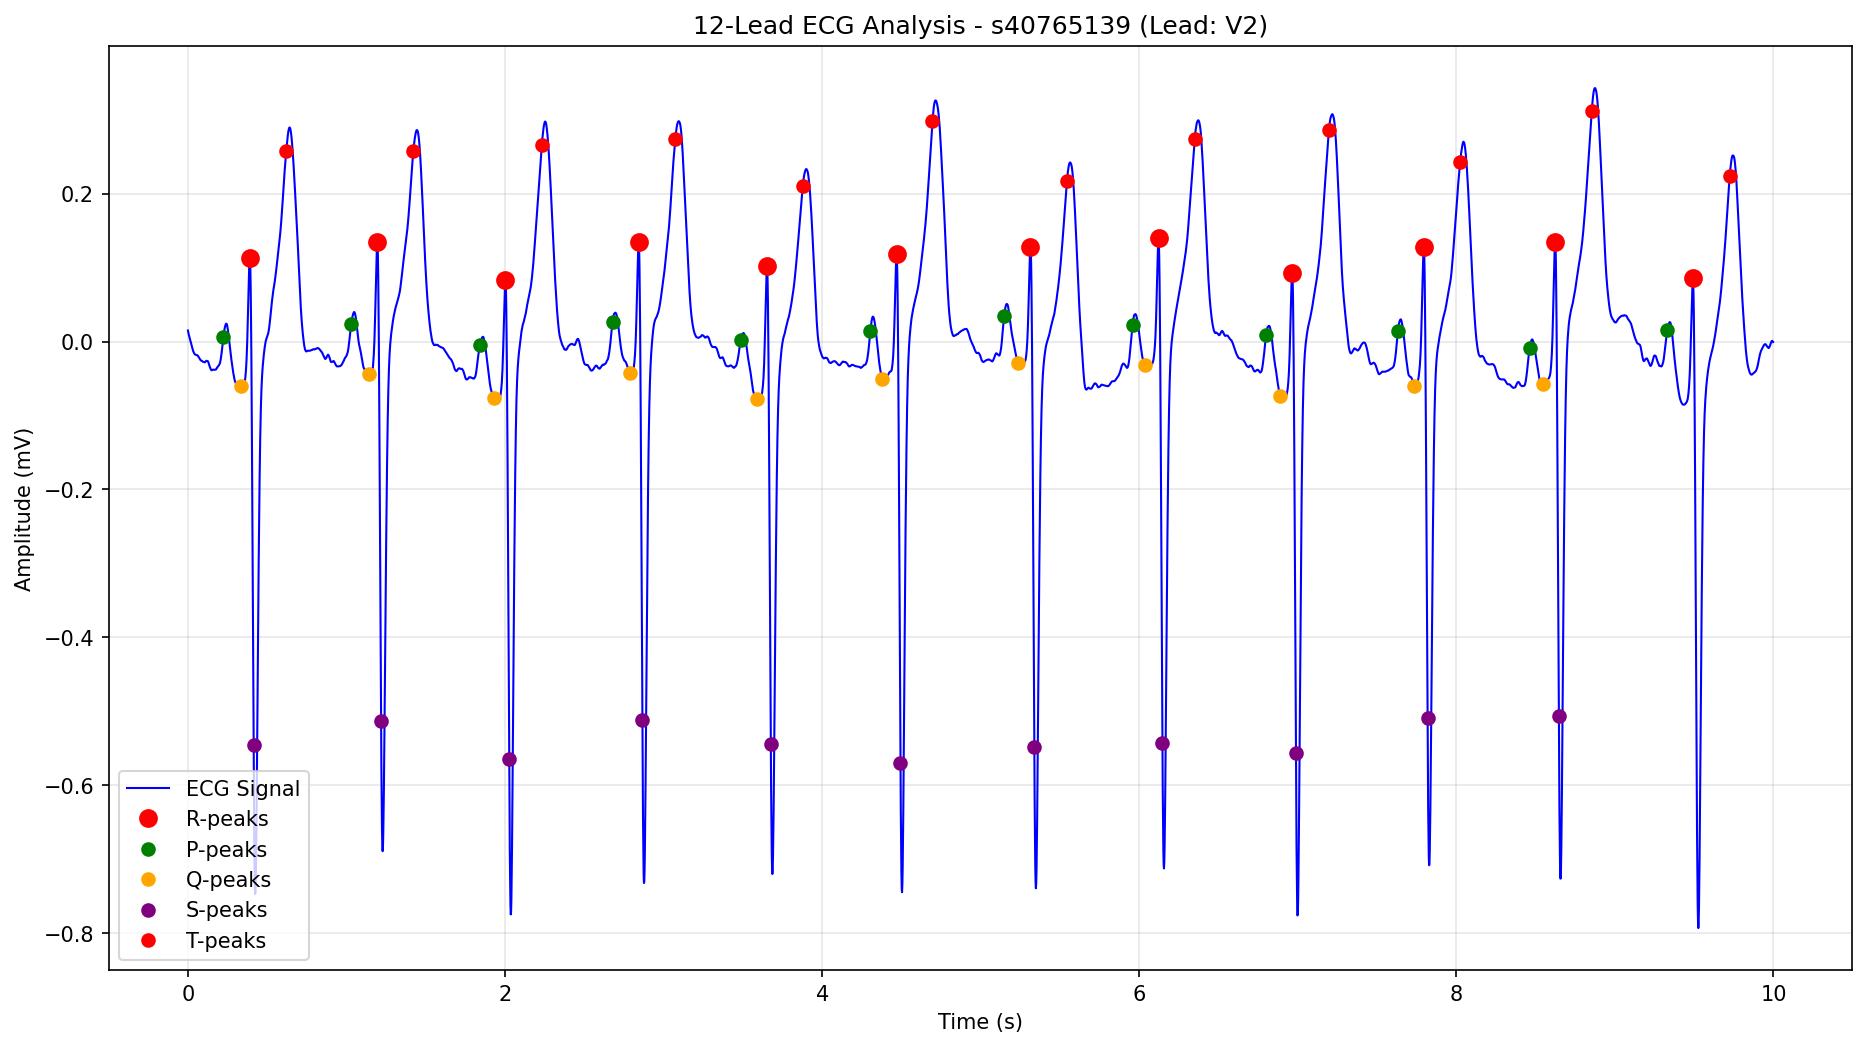 12-Lead ECG Analysis - s40765139 (Lead: V2)
Amplitude (mV)
0.2
0.0
−0.2
−0.4
−0.6
−0.8
ECG Signal
R-peaks
P-peaks
Q-peaks
S-peaks
T-peaks
0 2 4 6 8 10
Time (s)